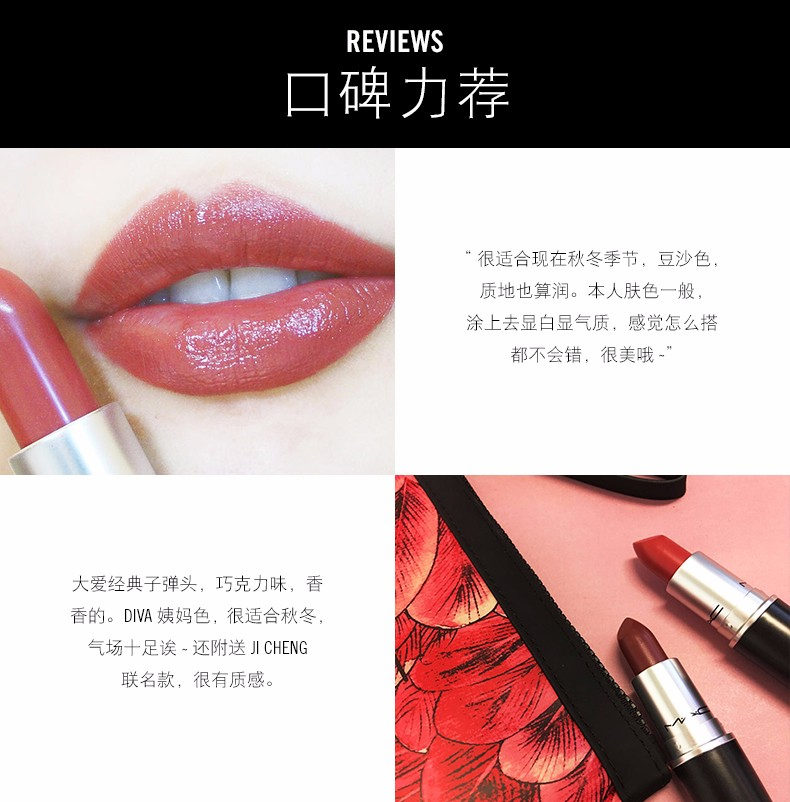 REVIEWS
口碑力荐
“ 很适合现在秋冬季节，豆沙色，
质地也算润。本人肤色一般，
涂上去显白显气质，感觉怎么搭
都不会错，很美哦~”
大爱经典子弹头，巧克力味，香
香的。DIVA 姨妈色，很适合秋冬，
气场十足诶 ~ 还附送 JI CHENG
联名款，很有质感。